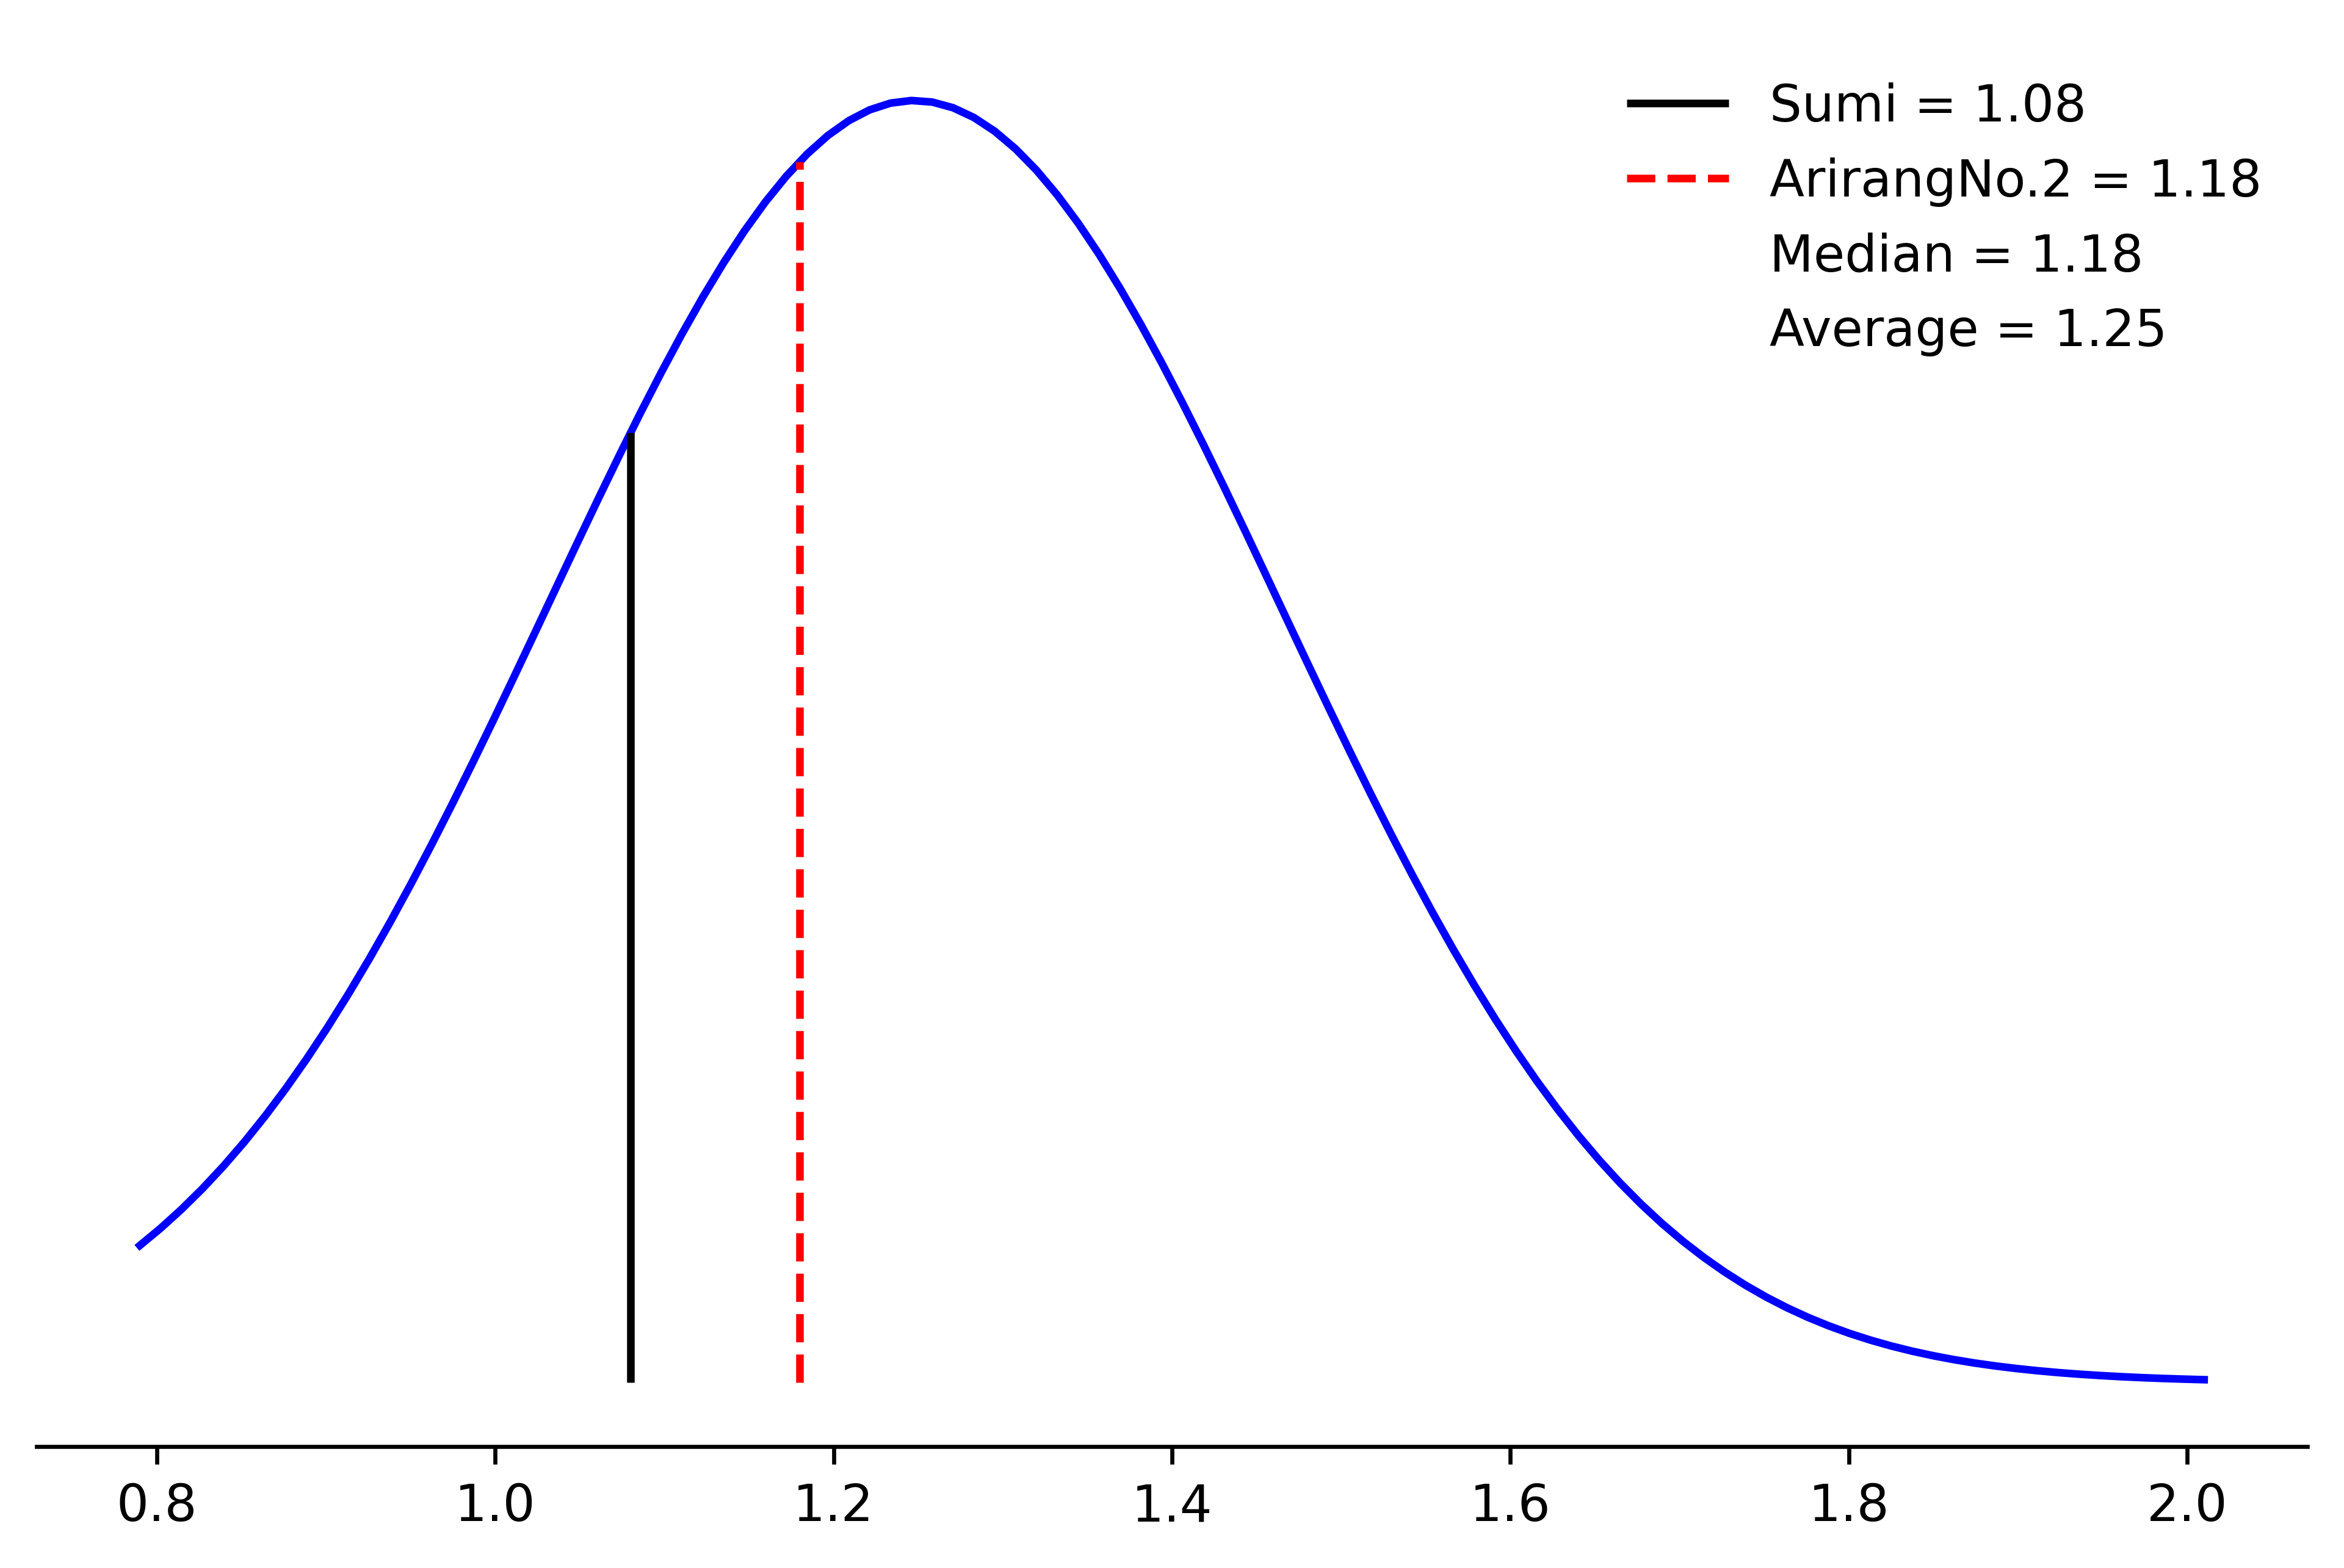 Sumi = 1.08
ArirangNo.2 = 1.18
Median = 1.18
Average = 1.25
0.8 1.0 1.2 1.4 1.6 1.8 2.0